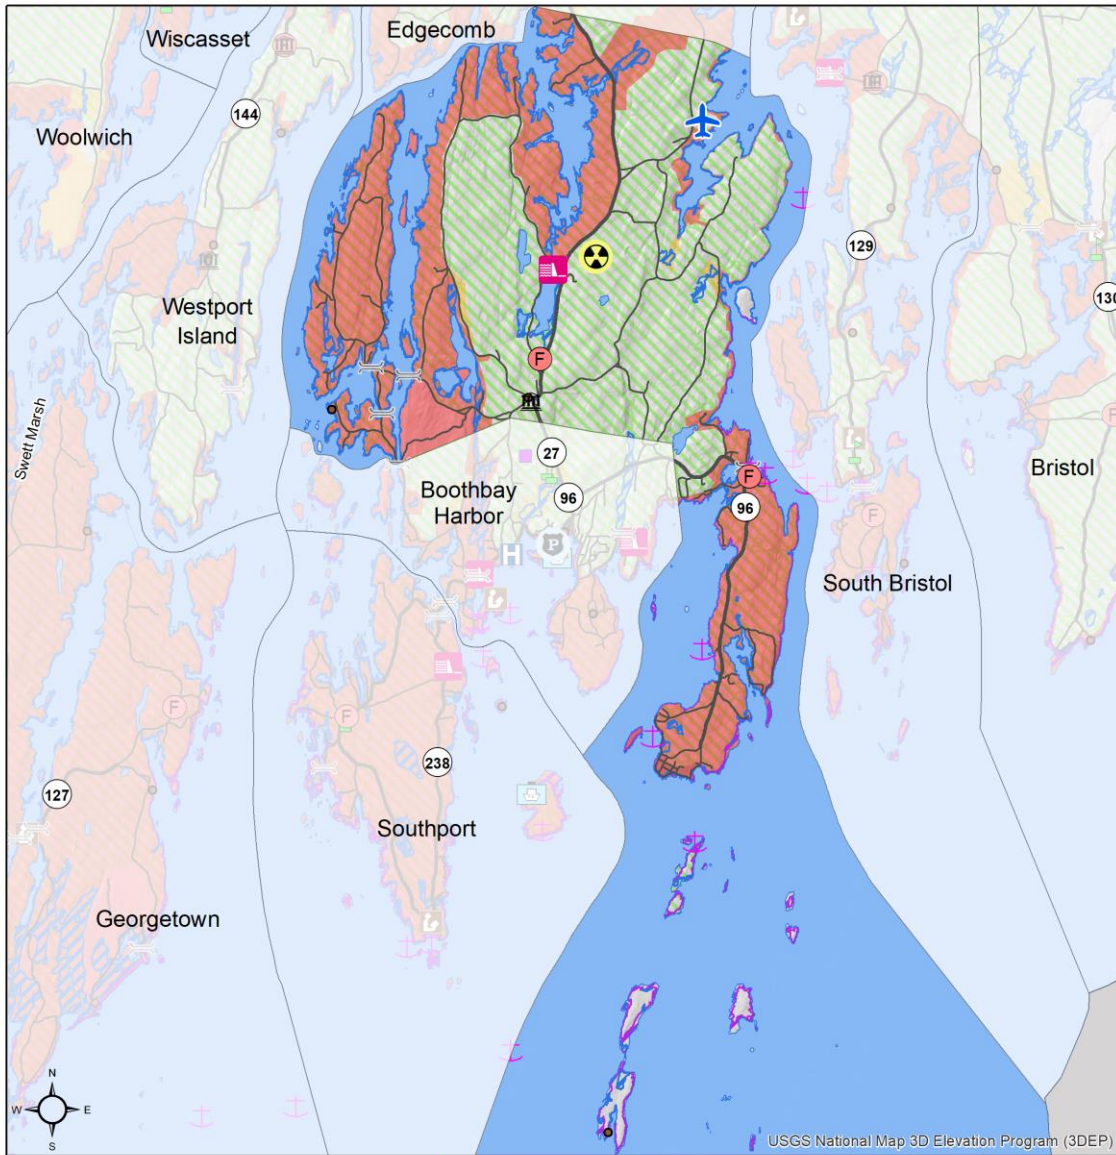 Wiscasset
Edgecomb
144
Woolwich
129
130
Westport
Island
Swett Marsh
F
27
Bristol
F
F
Boothbay
Harbor
96
96
P
H
F
South Bristol
F
F
238
127
Southport
Georgetown
N
W
E
S
USGS National Map 3D Elevation Program (3DEP)